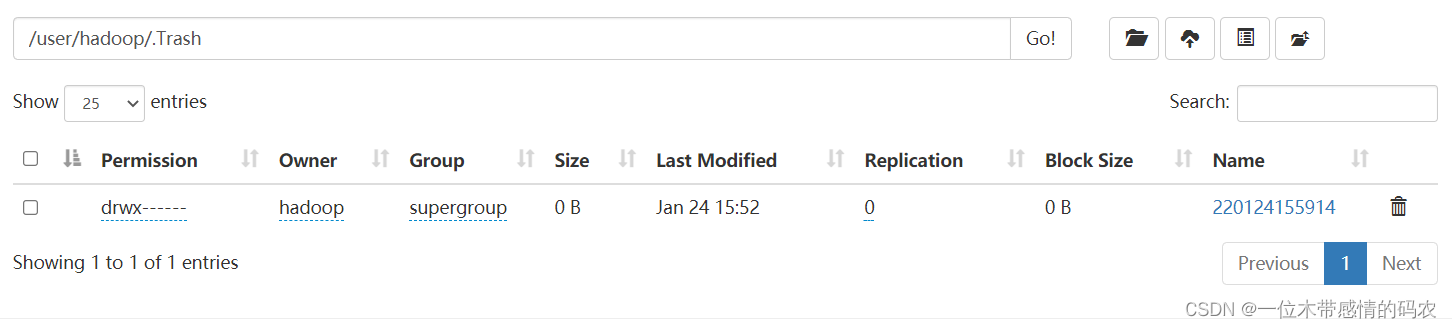 /user/hadoop/.Trash Go!
Show 25 entries Search:
Permission Owner Group Size Last Modified Replication Block Size Name
drwx------ hadoop supergroup 0 B Jan 24 15:52 0 0 B 220124155914
Showing 1 to 1 of 1 entries Previous 1 Next
CSDN @一位木带感情的码农